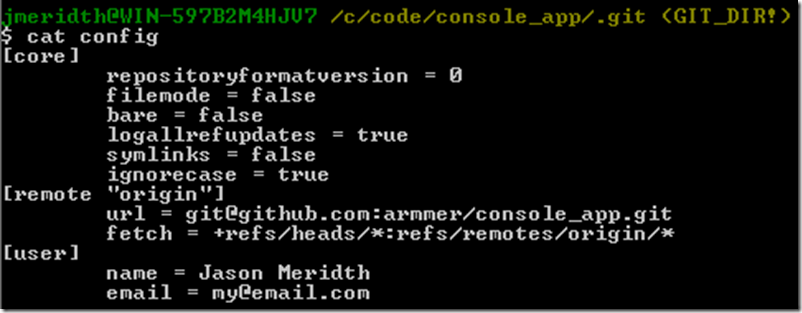 jmeridth@WIN-597B2M4HJV7 /c/code/console_app/.git (GIT_DIR!)
$ cat config
[core]
        repositoryformatversion = 0
        filemode = false
        bare = false
        logallrefupdates = true
        symlinks = false
        ignorecase = true
[remote "origin"]
        url = git@github.com:armmer/console_app.git
        fetch = +refs/heads/*:refs/remotes/origin/*
[user]
        name = Jason Meridth
        email = my@email.com